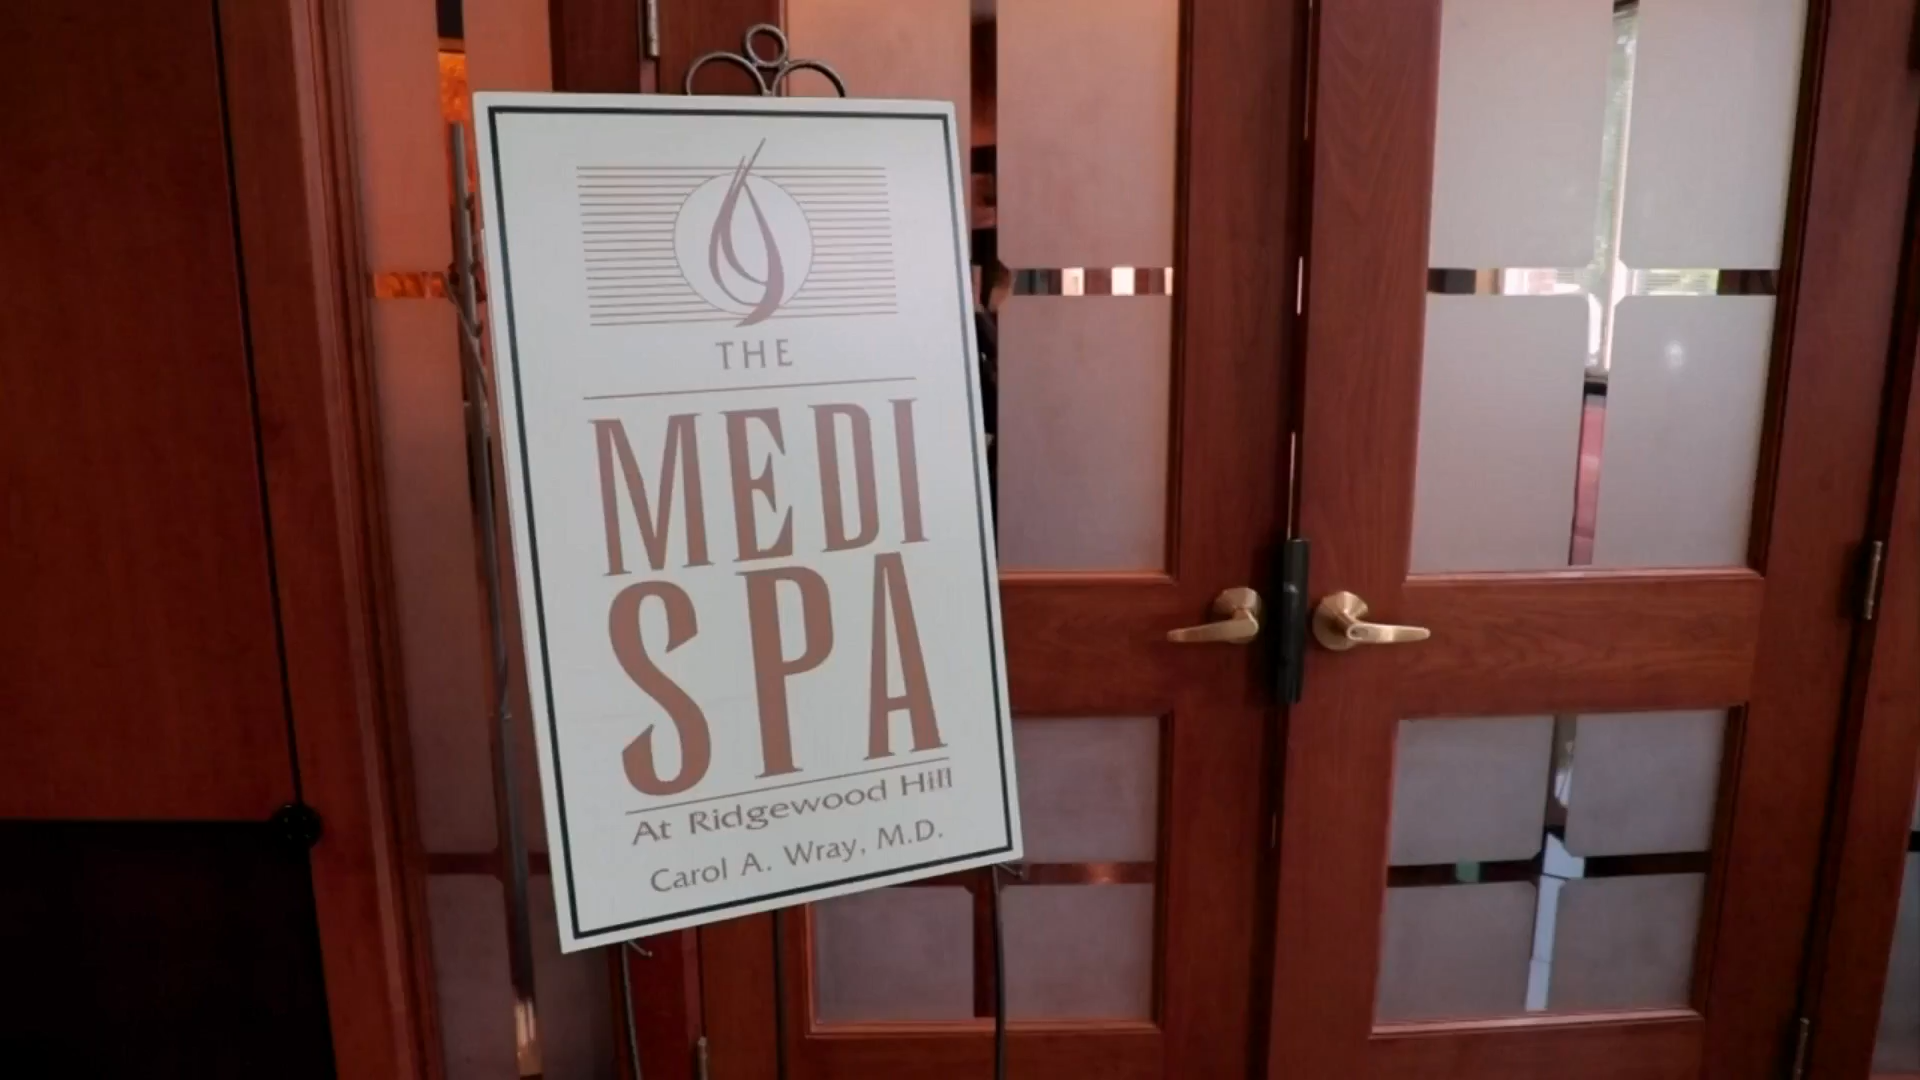 THE
MEDI
SPA
At Ridgewood Hill
Carol A. Wray, M.D.